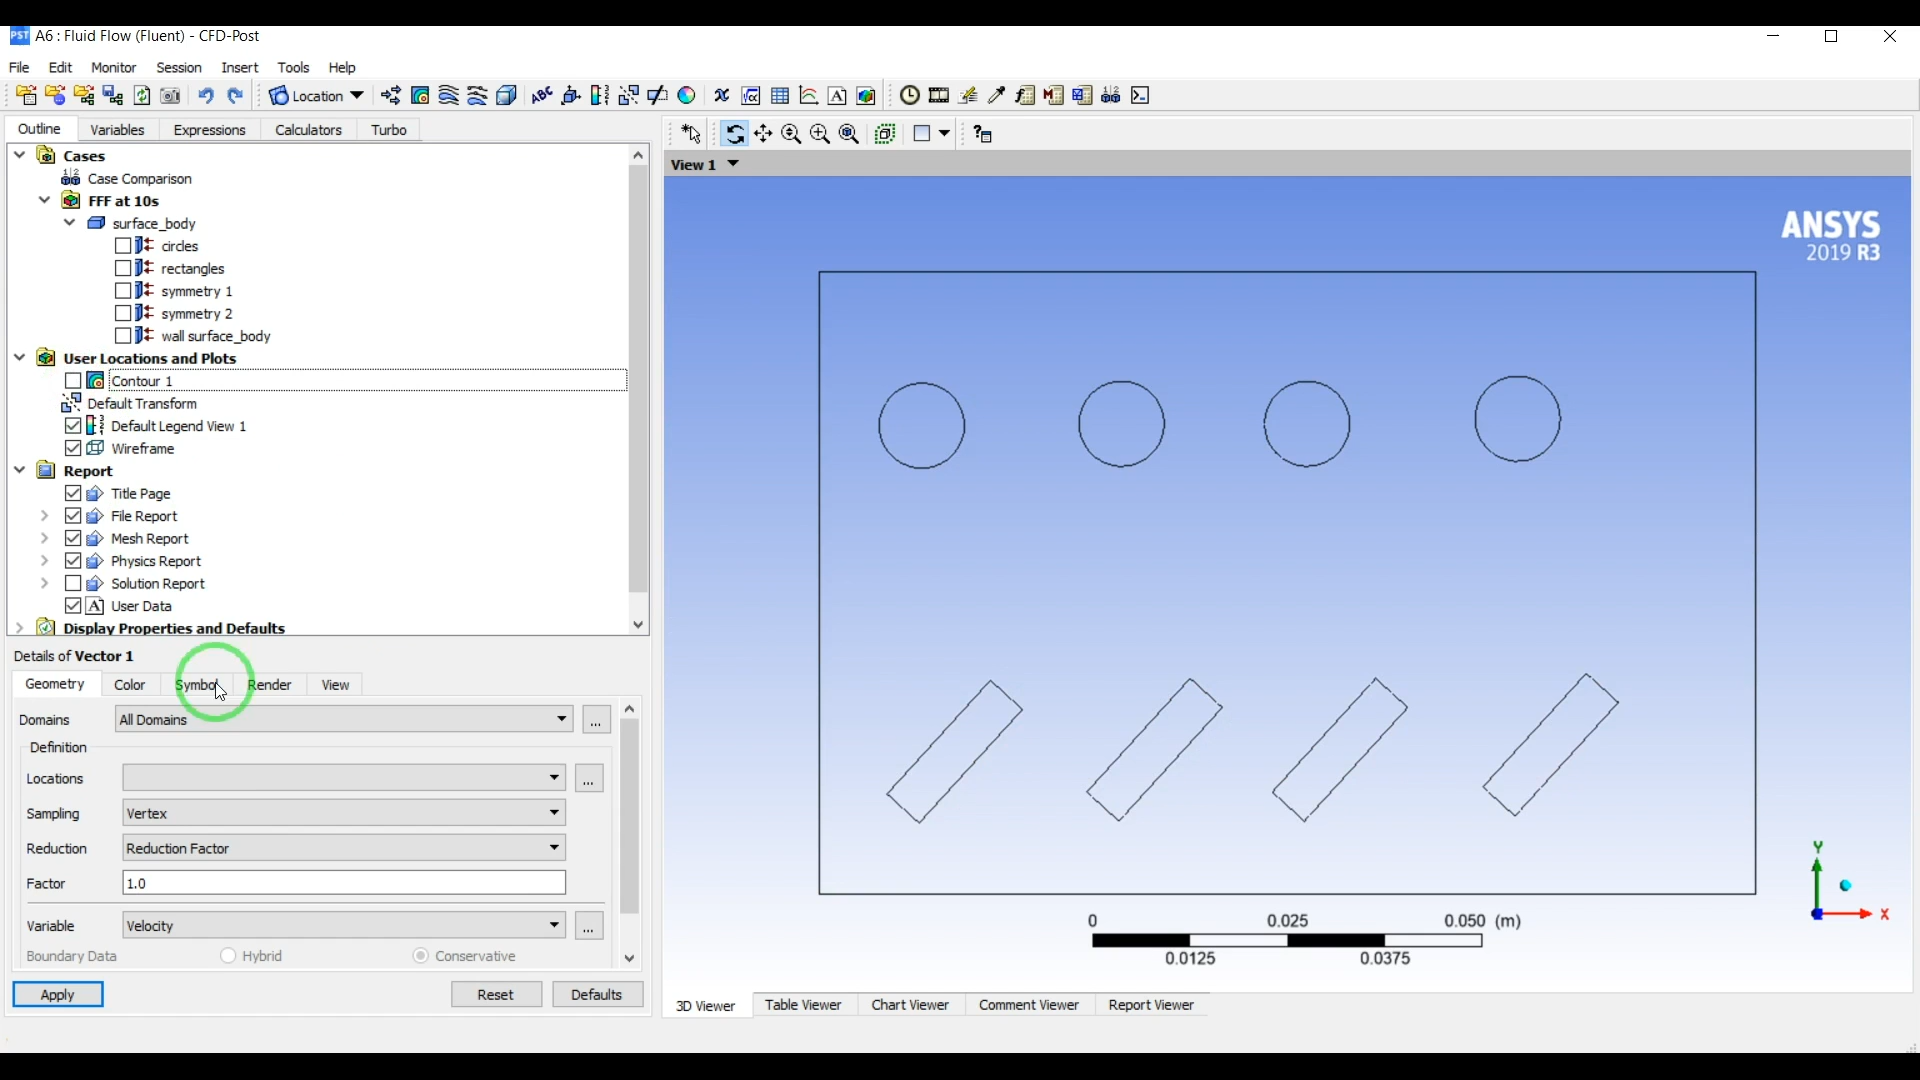 PST A6 : Fluid Flow (Fluent) - CFD-Post
File Edit Monitor Session Insert Tools Help
Location
Outline Variables Expressions Calculators Turbo
Cases
Case Comparison
FFF at 10s
surface_body
circles
rectangles
symmetry 1
symmetry 2
wall surface_body
User Locations and Plots
Contour 1
Default Transform
Default Legend View 1
Wireframe
Report
Title Page
File Report
Mesh Report
Physics Report
Solution Report
User Data
Display Properties and Defaults
Details of Vector 1
Geometry Color Symbol Render View
Domains All Domains ...
Definition
Locations ...
Sampling Vertex
Reduction Reduction Factor
Factor 1.0
Variable Velocity ...
Boundary Data Hybrid Conservative
Apply Reset Defaults
View 1
ANSYS
2019 R3
Y
X
0 0.025 0.050 (m)
0.0125 0.0375
3D Viewer Table Viewer Chart Viewer Comment Viewer Report Viewer